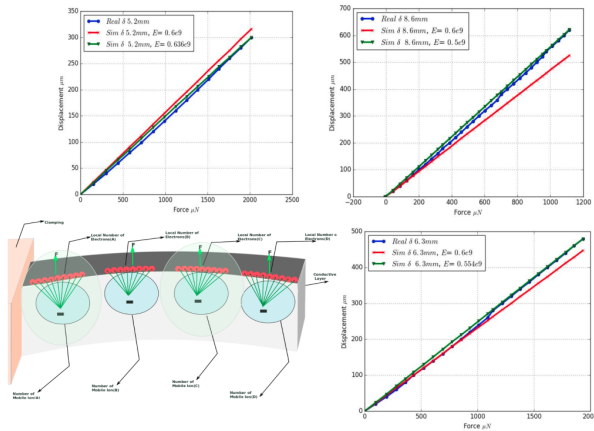 Real δ 5.2mm
Sim δ 5.2mm, E= 0.6e9
Sim δ 5.2mm, E= 0.636e9
350
300
250
200
150
100
50
0
Displacement μm
0 500 1000 1500 2000 2500
Force μN
Real δ 8.6mm
Sim δ 8.6mm, E= 0.6e9
Sim δ 8.6mm, E= 0.5e9
700
600
500
400
300
200
100
0
Displacement μm
−200 0 200 400 600 800 1000 1200
Force μN
Clamping
Local Number of
Electrons(A)
Local Number of
Electrons(B)
Local Number of
Electrons(C)
Local Number o
Electrons(D)
F F F F
Conductive
Layer
Number of
Mobile Ion(A)
Number of
Mobile Ion(B)
Number of
Mobile Ion(C)
Number of
Mobile Ion(D)
Real δ 6.3mm
Sim δ 6.3mm, E= 0.6e9
Sim δ 6.3mm, E= 0.554e9
500
400
300
200
100
0
Displacement μm
0 500 1000 1500 200
Force μN